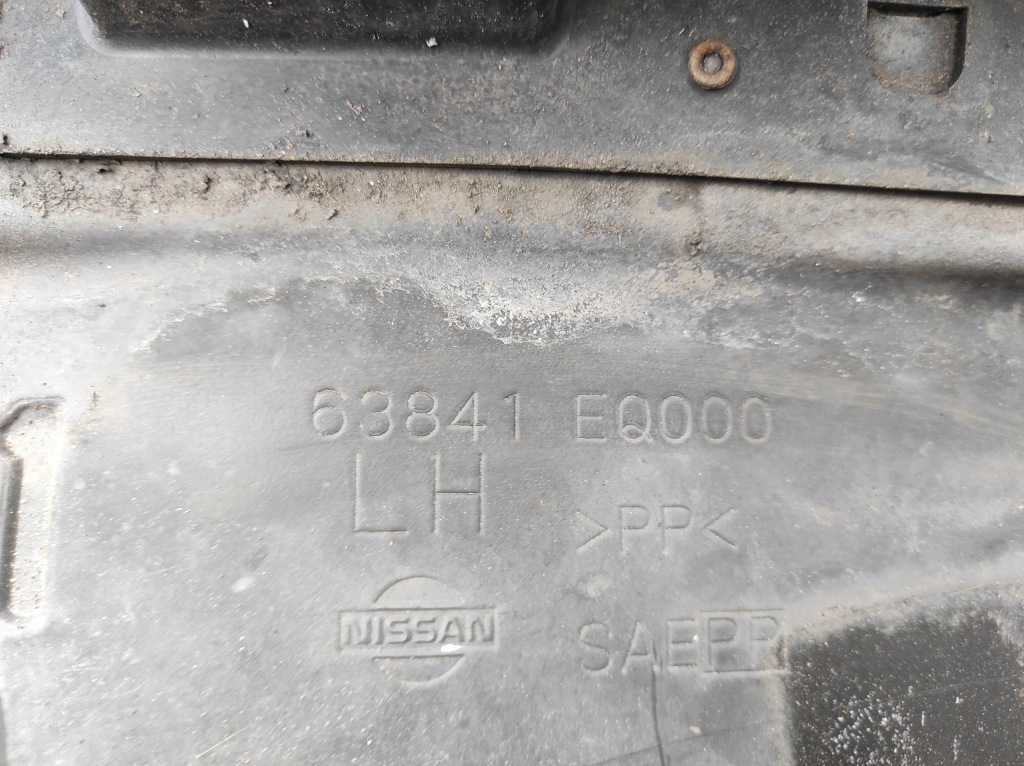 63841 EQ000
LH >PP<
NISSAN SAEPP